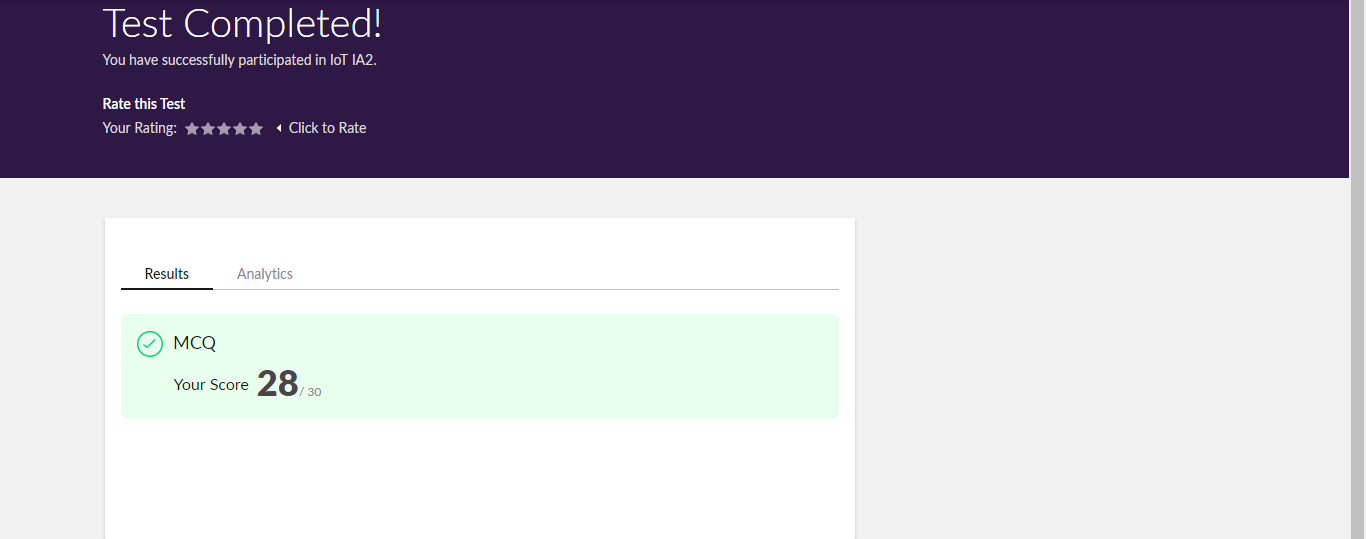 Test Completed!
You have successfully participated in IoT IA2.
Rate this Test
Your Rating: Click to Rate
Results Analytics
MCQ
Your Score 28 / 30